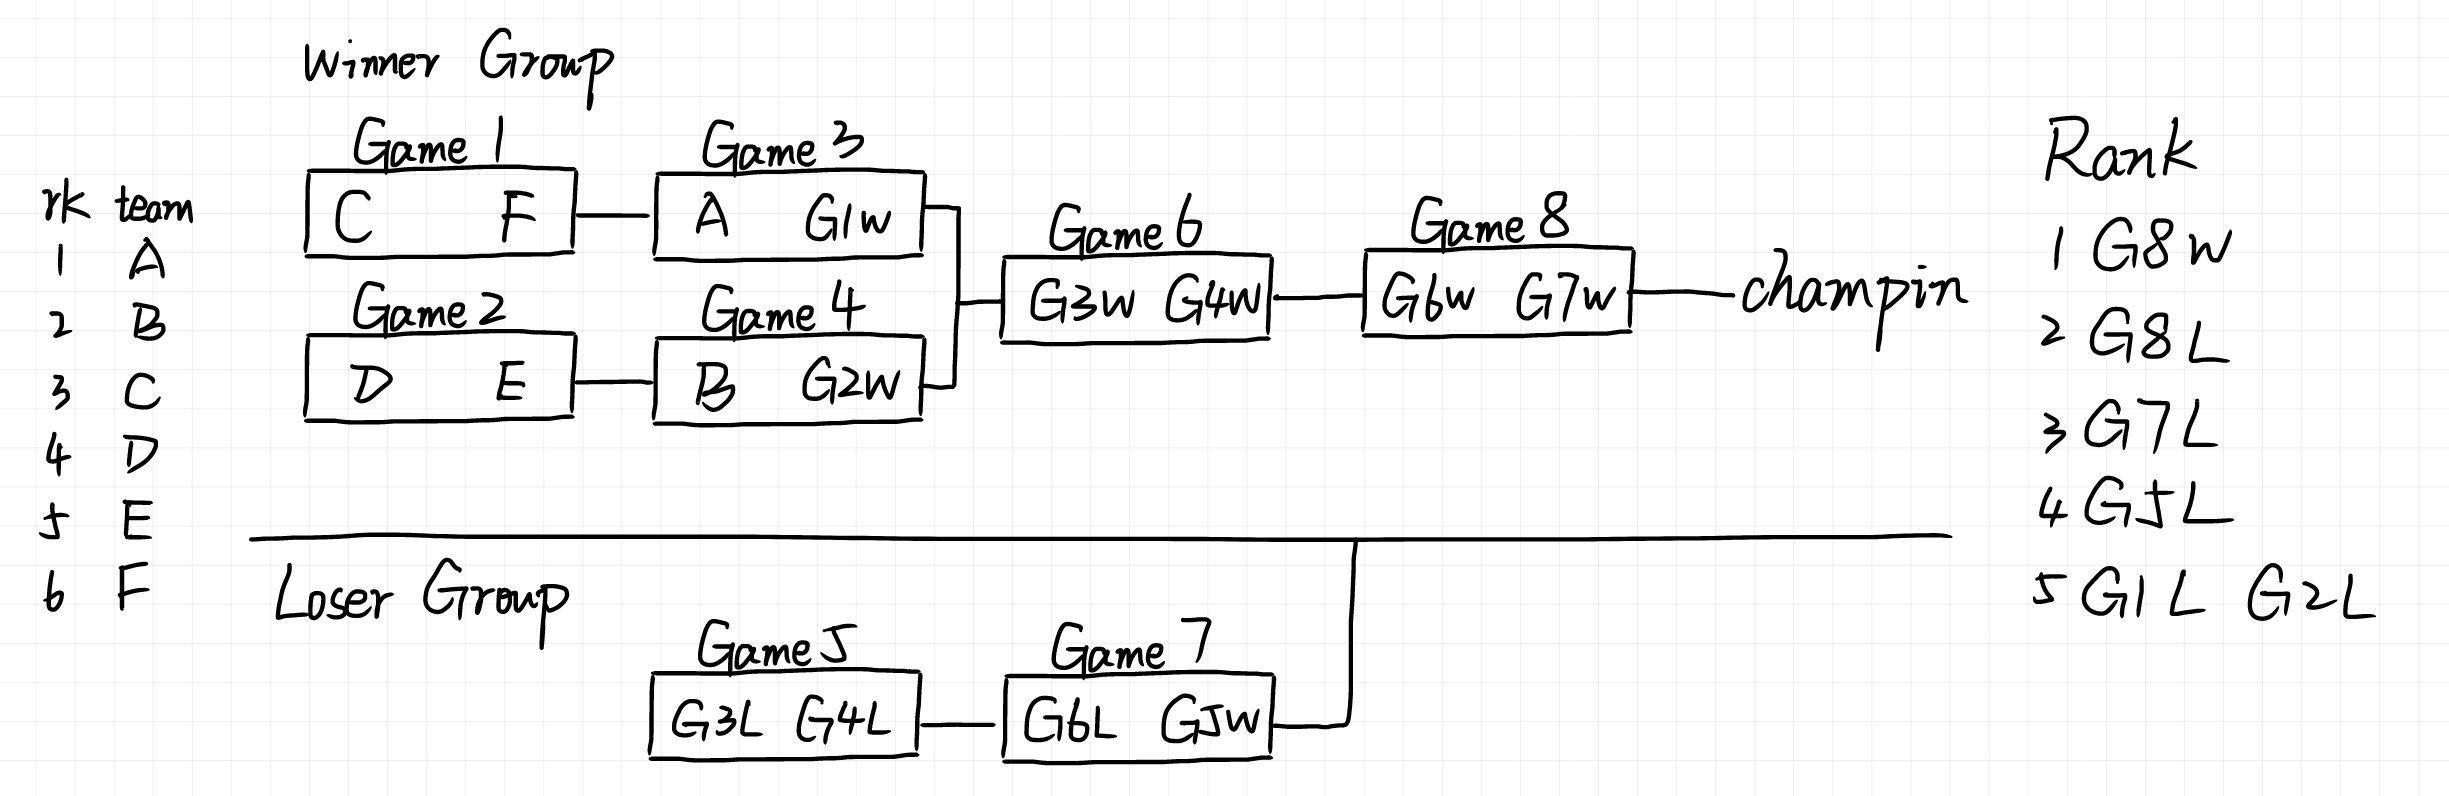 Winner Group
rk team
1 A
2 B
3 C
4 D
5 E
6 F
Game 1
C F
Game 2
D E
Game 3
A G1W
Game 4
B G2W
Game 6
G3W G4W
Game 8
G6W G7W
champin
Loser Group
Game 5
G3L G4L
Game 7
G6L G5W
Rank
1 G8W
2 G8L
3 G7L
4 G5L
5 G1L G2L